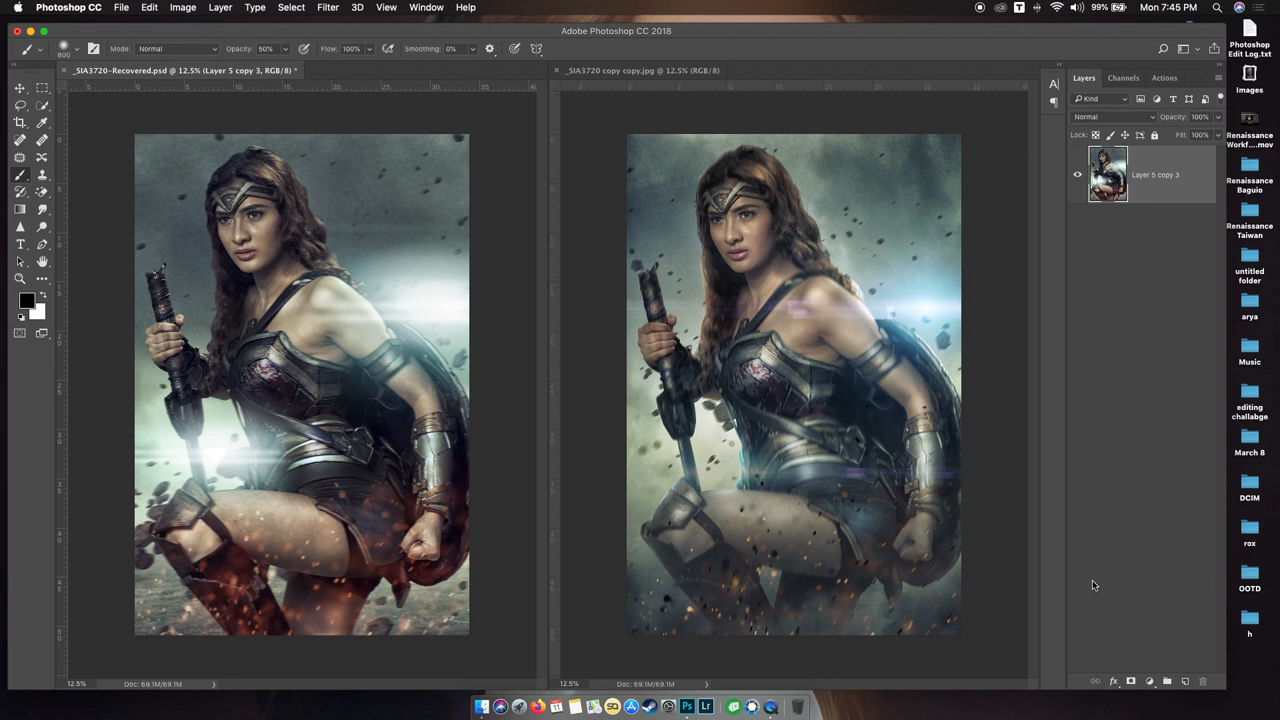 Photoshop CC File Edit Image Layer Type Select Filter 3D View Window Help 99% Mon 7:45 PM
Adobe Photoshop CC 2018
800 Mode: Normal Opacity: 50% Flow: 100% Smoothing: 0%
_SIA3720-Recovered.psd @ 12.5% (Layer 5 copy 3, RGB/8) *
_SIA3720 copy copy.jpg @ 12.5% (RGB/8)
Layers Channels Actions
Kind
Normal Opacity: 100%
Lock: Fill: 100%
Layer 5 copy 3
12.5% Doc: 69.1M/69.1M
12.5% Doc: 69.1M/69.1M
Photoshop
Edit Log.txt
Images
Renaissance
Workf....mov
Renaissance
Baguio
Renaissance
Taiwan
untitled
folder
arya
Music
editing
challabge
March 8
DCIM
rox
OOTD
h
Ps Lr